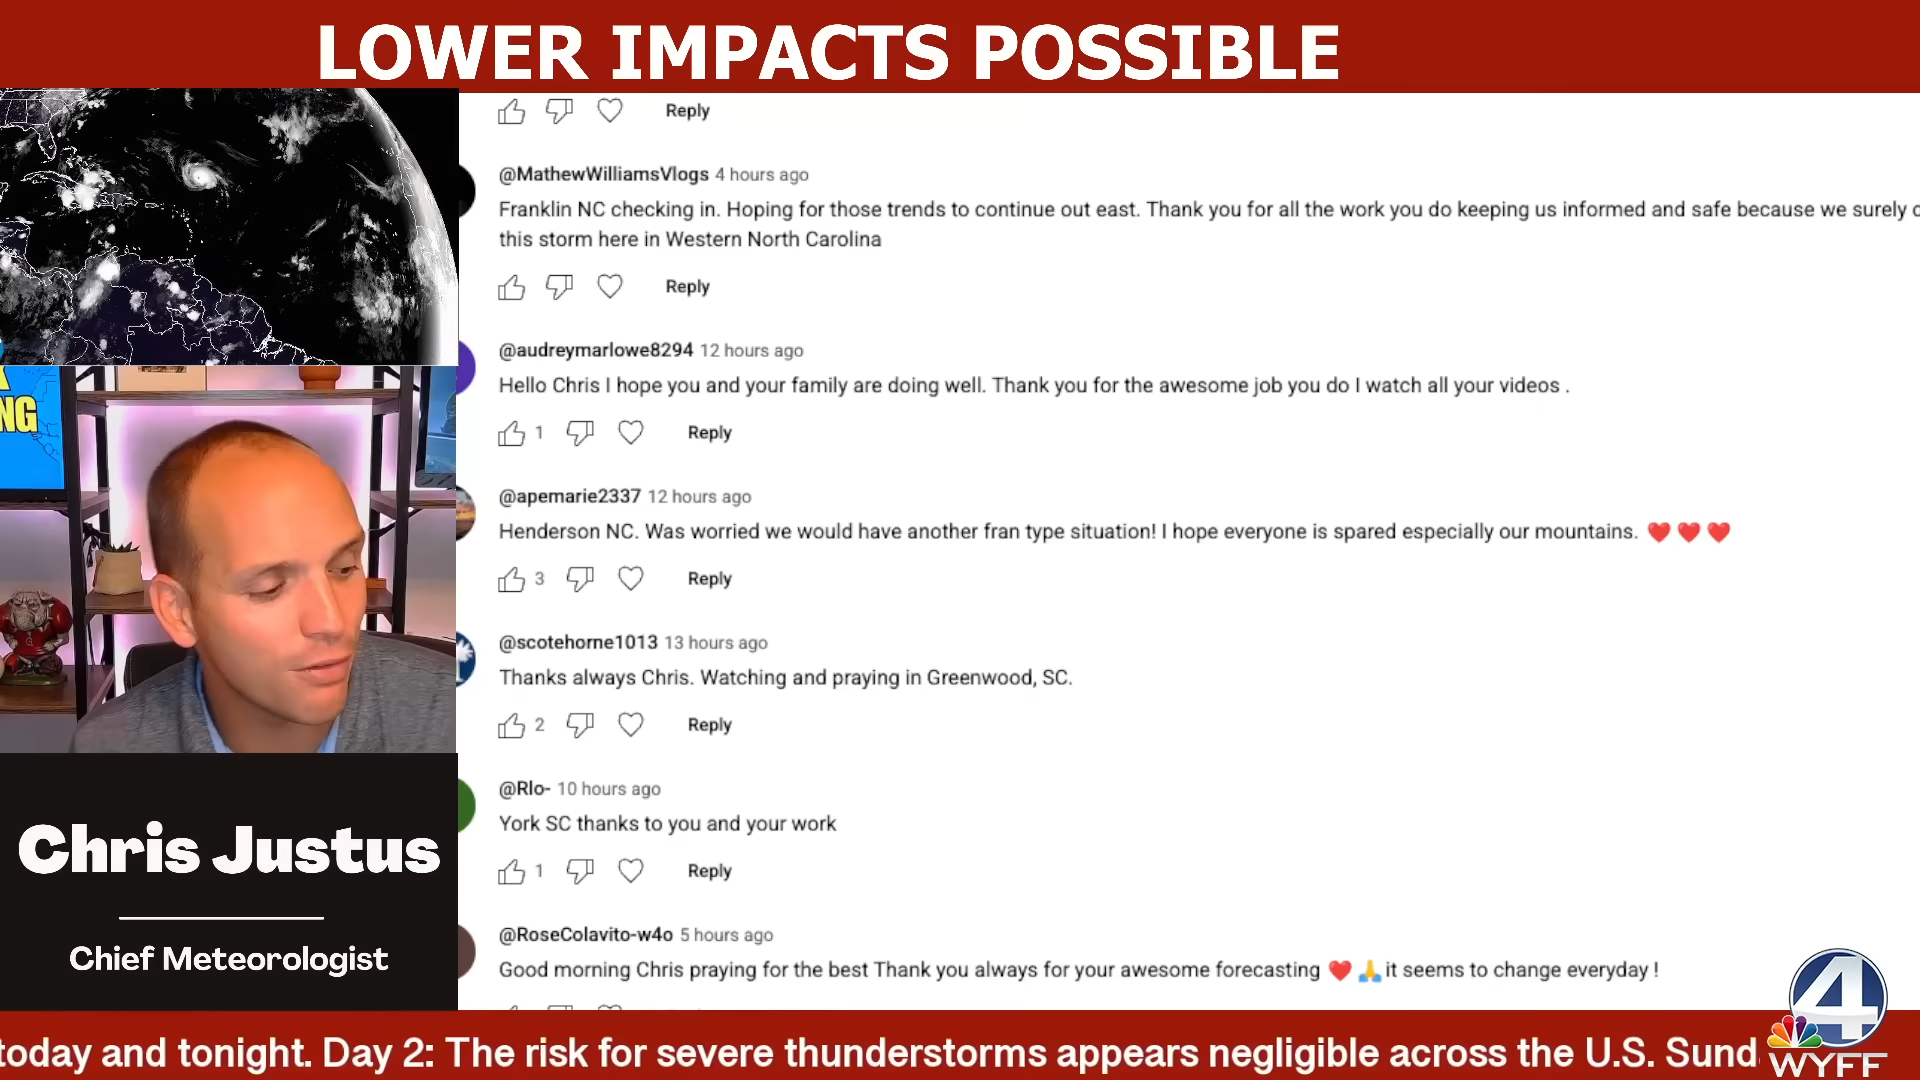 LOWER IMPACTS POSSIBLE
Reply
@MathewWilliamsVlogs 4 hours ago
Franklin NC checking in. Hoping for those trends to continue out east. Thank you for all the work you do keeping us informed and safe because we surely
this storm here in Western North Carolina
Reply
@audreymarlowe8294 12 hours ago
Hello Chris I hope you and your family are doing well. Thank you for the awesome job you do I watch all your videos .
1 Reply
@apemarie2337 12 hours ago
Henderson NC. Was worried we would have another fran type situation! I hope everyone is spared especially our mountains. ❤️ ❤️ ❤️
3 Reply
@scotehorne1013 13 hours ago
Thanks always Chris. Watching and praying in Greenwood, SC.
2 Reply
@Rlo- 10 hours ago
York SC thanks to you and your work
1 Reply
@RoseColavito-w4o 5 hours ago
Good morning Chris praying for the best Thank you always for your awesome forecasting ❤️ 🙏 it seems to change everyday !
NG
Chris Justus
Chief Meteorologist
today and tonight. Day 2: The risk for severe thunderstorms appears negligible across the U.S. Sund
4
WYFF